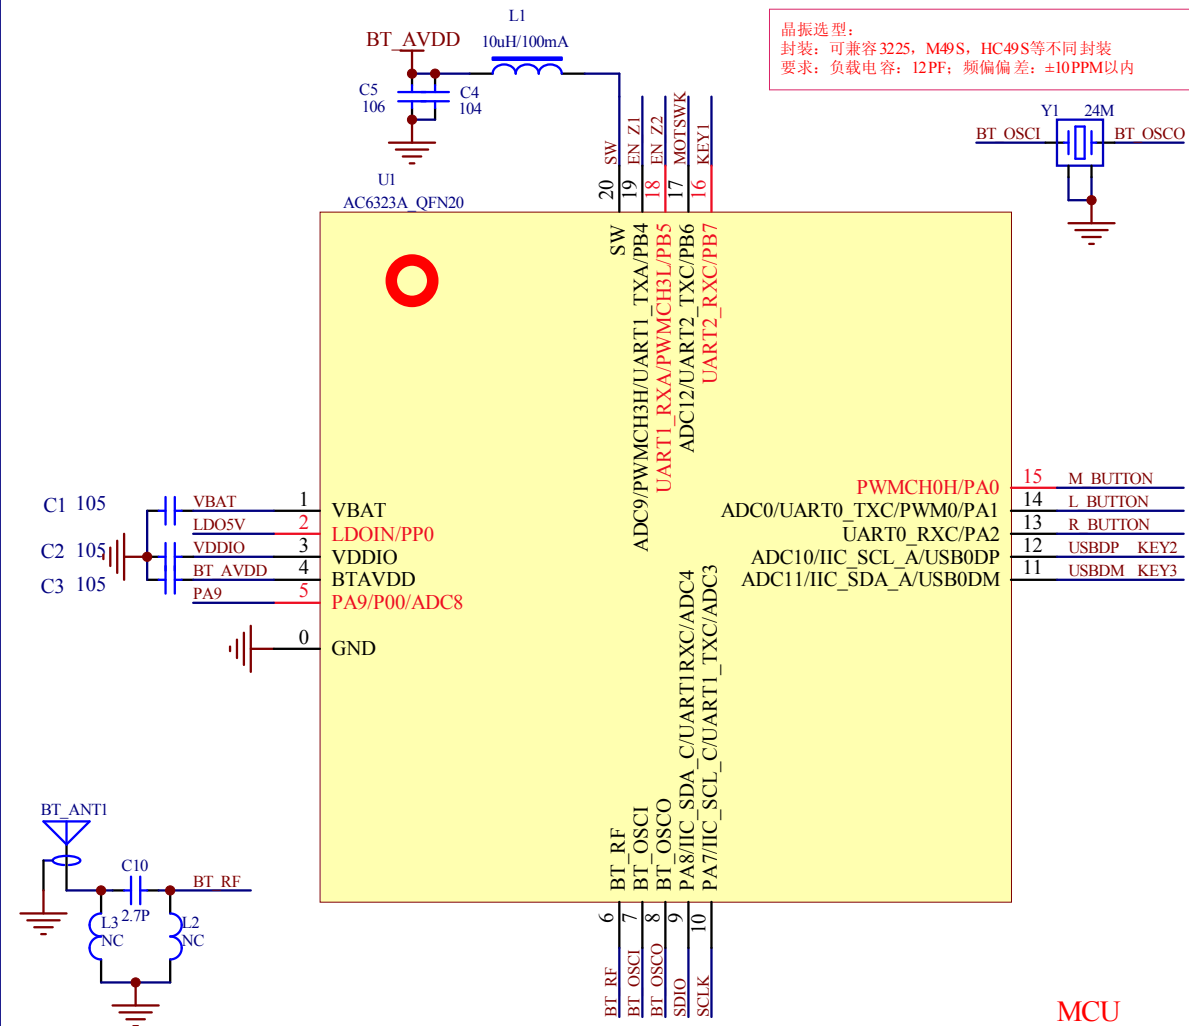 L1
10uH/100mA
BT_AVDD
C5
106
C4
104
晶振选型：
封装：可兼容3225，M49S，HC49S等不同封装
要求：负载电容：12PF；频偏偏差：±10PPM以内
Y1
24M
BT_OSCI
BT_OSCO
U1
AC6323A_QFN20
SW
EN_Z1
EN_Z2
MOTSWK
KEY1
20
19
18
17
16
SW
ADC9/PWMCH3H/UART1_TXA/PB4
UART1_RXA/PWMCH3L/PB5
ADC12/UART2_TXC/PB6
UART2_RXC/PB7
C1 105
C2 105
C3 105
VBAT
LDO5V
VDDIO
BT_AVDD
PA9
1
2
3
4
5
0
VBAT
LDOIN/PP0
VDDIO
BTAVDD
PA9/P00/ADC8
GND
PWMCH0H/PA0
ADC0/UART0_TXC/PWM0/PA1
UART0_RXC/PA2
ADC10/IIC_SCL_A/USB0DP
ADC11/IIC_SDA_A/USB0DM
15
14
13
12
11
M_BUTTON
L_BUTTON
R_BUTTON
USBDP KEY2
USBDM KEY3
BT_RF
BT_OSCI
BT_OSCO
PA8/IIC_SDA_C/UART1RXC/ADC4
PA7/IIC_SCL_C/UART1_TXC/ADC3
6
7
8
9
10
BT_RF
BT_OSCI
BT_OSCO
SDIO
SCLK
BT_ANT1
C10
2.7P
BT_RF
L3
NC
L2
NC
MCU